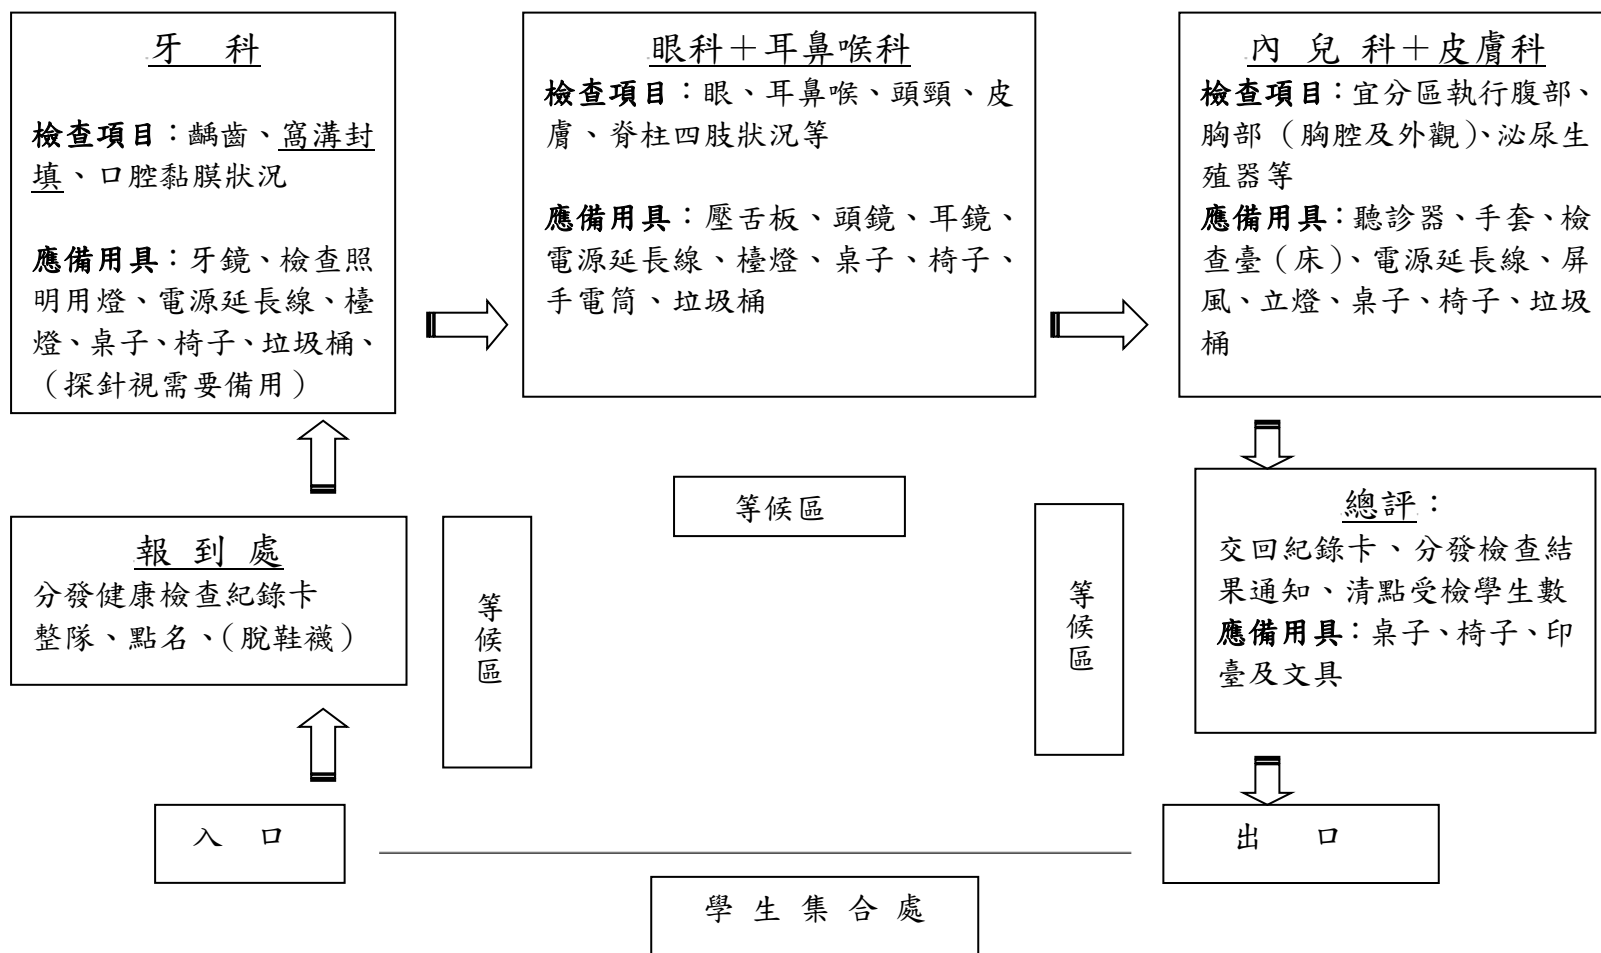 牙　科
檢查項目：齲齒、窩溝封
填、口腔黏膜狀況
應備用具：牙鏡、檢查照
明用燈、電源延長線、檯
燈、桌子、椅子、垃圾桶、
（探針視需要備用）
眼科＋耳鼻喉科
檢查項目：眼、耳鼻喉、頭頸、皮
膚、脊柱四肢狀況等
應備用具：壓舌板、頭鏡、耳鏡、
電源延長線、檯燈、桌子、椅子、
手電筒、垃圾桶
內 兒 科＋皮膚科
檢查項目：宜分區執行腹部、
胸部（胸腔及外觀）、泌尿生
殖器等
應備用具：聽診器、手套、檢
查臺（床）、電源延長線、屏
風、立燈、桌子、椅子、垃圾
桶
報 到 處
分發健康檢查紀錄卡
整隊、點名、（脫鞋襪）
等候區
等候區
等候區
總評：
交回紀錄卡、分發檢查結
果通知、清點受檢學生數
應備用具：桌子、椅子、印
臺及文具
入　口
出　口
學 生 集 合 處